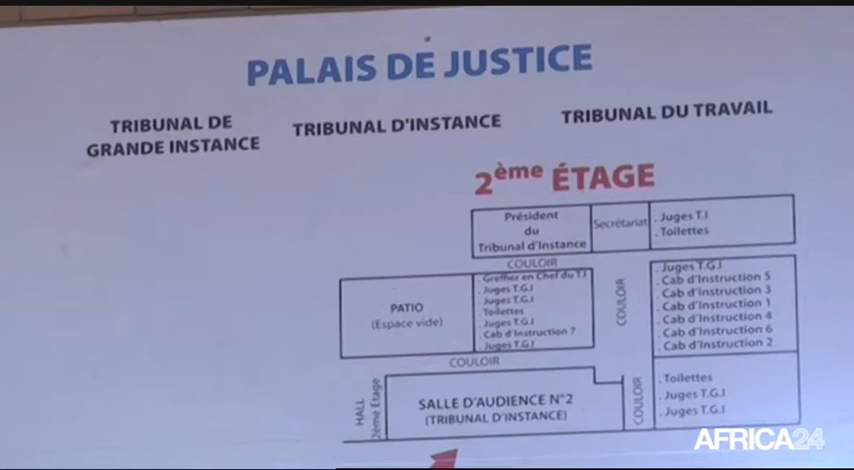 PALAIS DE JUSTICE
TRIBUNAL DE
GRANDE INSTANCE
TRIBUNAL D'INSTANCE
TRIBUNAL DU TRAVAIL
2ème ÉTAGE
Président
du
Tribunal d'Instance
Secrétariat
. Juges T.I
. Toilettes
COULOIR
PATIO
(Espace vide)
. Greffier en Chef du T.I
. Juges T.G.I
. Juges T.G.I
. Toilettes
. Juges T.G.I
. Cab d'Instruction 7
. Juges T.G.I
COULOIR
. Juges T.G.I
. Cab d'Instruction 5
. Cab d'Instruction 3
. Cab d'Instruction 1
. Cab d'Instruction 4
. Cab d'Instruction 6
. Cab d'Instruction 2
COULOIR
HALL
2ème Etage
SALLE D'AUDIENCE N°2
(TRIBUNAL D'INSTANCE)
COULOIR
. Toilettes
. Juges T.G.I
. Juges T.G.I
AFRICA24